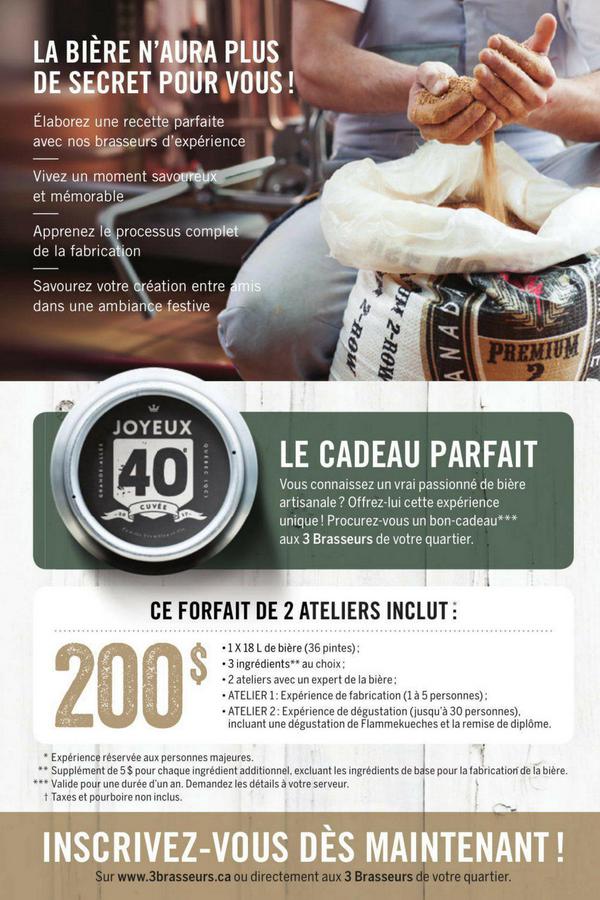 LA BIÈRE N'AURA PLUS
DE SECRET POUR VOUS !
Élaborez une recette parfaite
avec nos brasseurs d'expérience
Vivez un moment savoureux
et mémorable
Apprenez le processus complet
de la fabrication
Savourez votre création entre amis
dans une ambiance festive
2-ROW
2-ROW
PREMIUM
2
JOYEUX
40e
CUVÉE
20 17
GRANDE-ALLÉE
QUÉBEC (QC)
LE CADEAU PARFAIT
Vous connaissez un vrai passionné de bière
artisanale ? Offrez-lui cette expérience
unique ! Procurez-vous un bon-cadeau***
aux 3 Brasseurs de votre quartier.
CE FORFAIT DE 2 ATELIERS INCLUT :
200$
• 1 X 18 L de bière (36 pintes) ;
• 3 ingrédients** au choix ;
• 2 ateliers avec un expert de la bière ;
• ATELIER 1 : Expérience de fabrication (1 à 5 personnes) ;
• ATELIER 2 : Expérience de dégustation (jusqu'à 30 personnes),
incluant une dégustation de Flammekueches et la remise de diplôme.
* Expérience réservée aux personnes majeures.
** Supplément de 5 $ pour chaque ingrédient additionnel, excluant les ingrédients de base pour la fabrication de la bière.
*** Valide pour une durée d'un an. Demandez les détails à votre serveur.
† Taxes et pourboire non inclus.
INSCRIVEZ-VOUS DÈS MAINTENANT !
Sur www.3brasseurs.ca ou directement aux 3 Brasseurs de votre quartier.